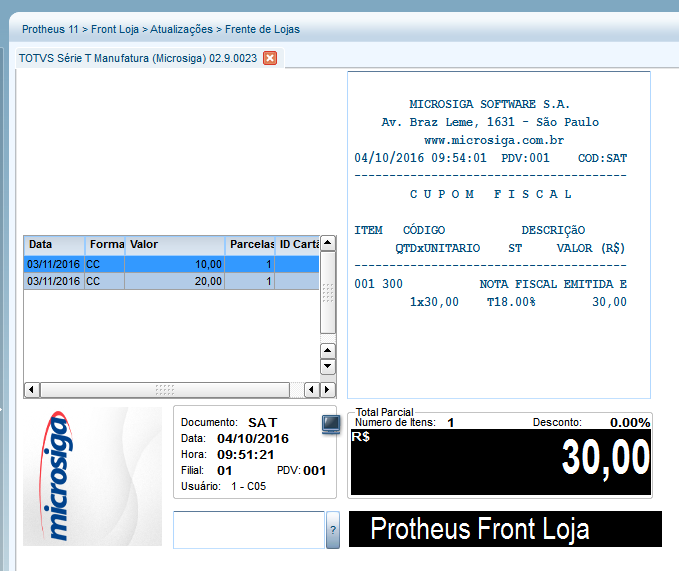 Protheus 11 > Front Loja > Atualizações > Frente de Lojas
TOTVS Série T Manufatura (Microsiga) 02.9.0023
MICROSIGA SOFTWARE S.A.
Av. Braz Leme, 1631 - São Paulo
www.microsiga.com.br
04/10/2016 09:54:01 PDV:001 COD:SAT
----------------------------------------
C U P O M F I S C A L
ITEM CÓDIGO DESCRIÇãO
QTDxUNITARIO ST VALOR (R$)
----------------------------------------
001 300 NOTA FISCAL EMITIDA E
1x30,00 T18.00% 30,00
Data Forma Valor Parcelas ID Cartã
03/11/2016 CC 10,00 1
03/11/2016 CC 20,00 1
microsiga
Documento: SAT
Data: 04/10/2016
Hora: 09:51:21
Filial: 01 PDV: 001
Usuário: 1 - C05
?
Total Parcial
Numero de Itens: 1 Desconto: 0.00%
R$
30,00
Protheus Front Loja